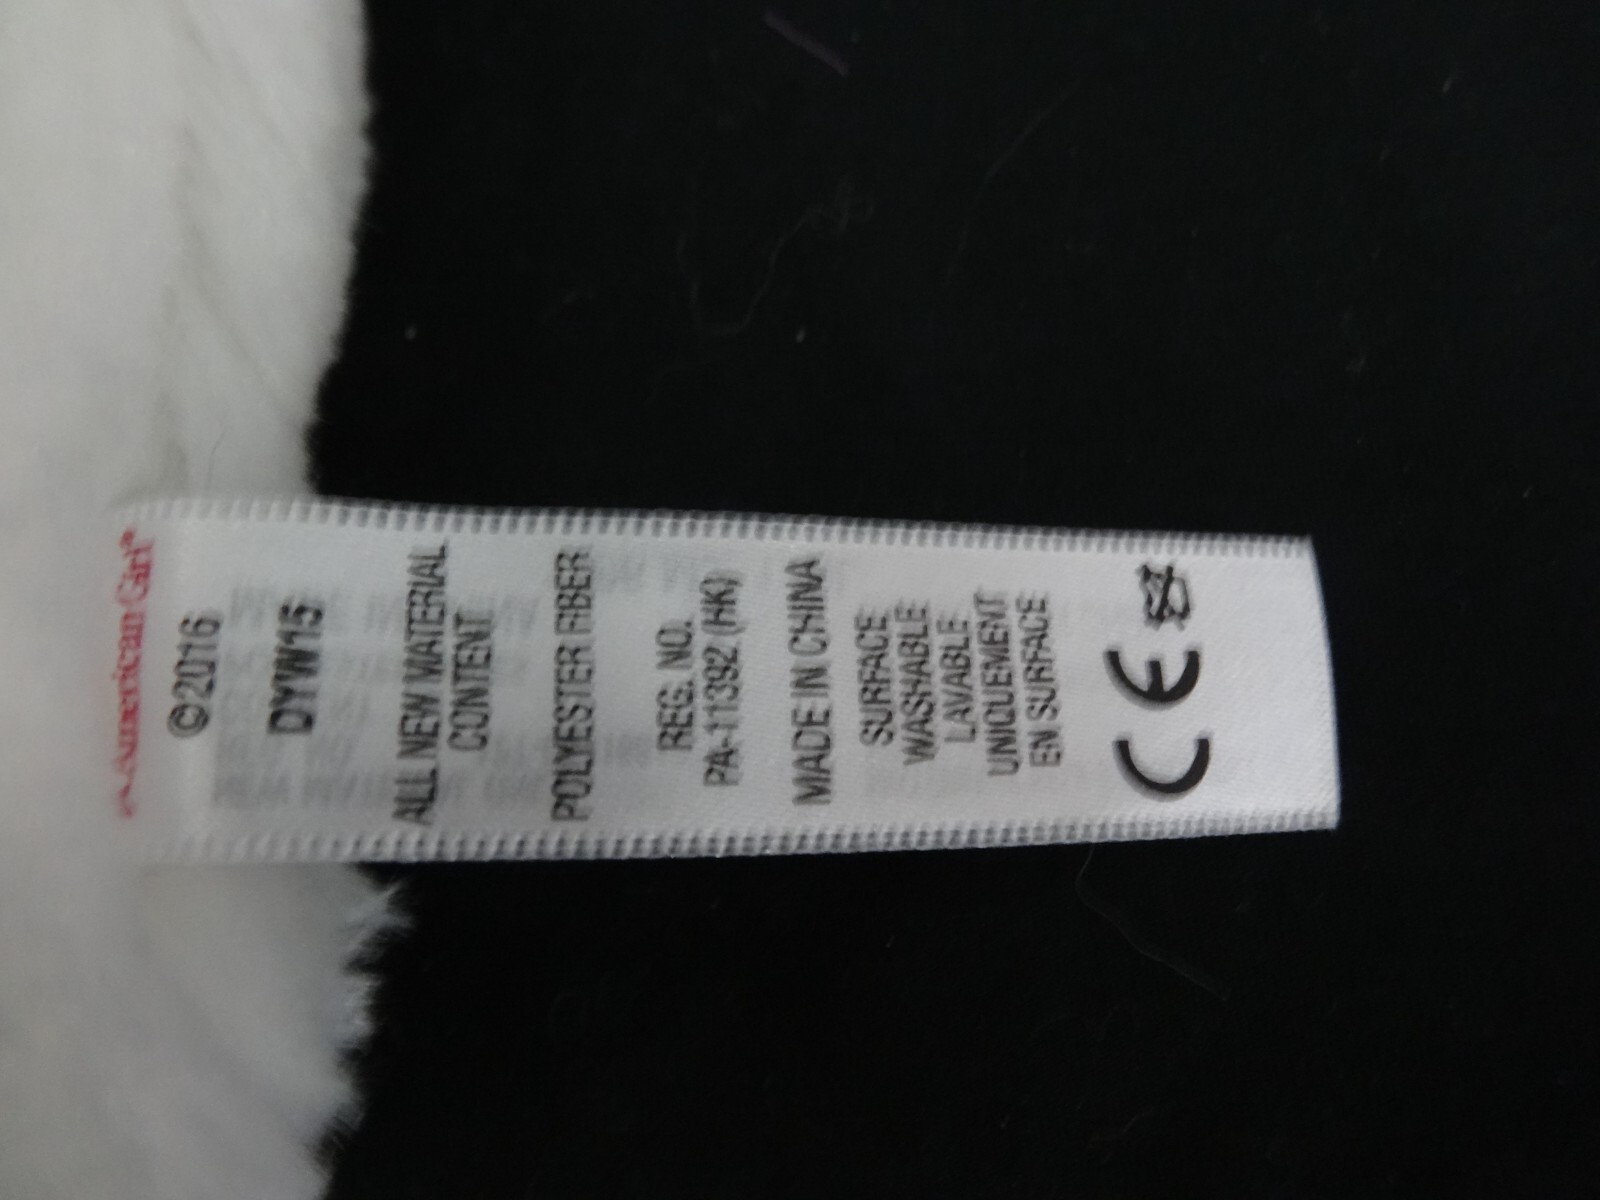 American Girl®
©2016
DYW15
ALL NEW MATERIAL
CONTENT
POLYESTER FIBER
REG. NO.
PA-11392 (HK)
MADE IN CHINA
SURFACE
WASHABLE
LAVABLE
UNIQUEMENT
EN SURFACE
CE